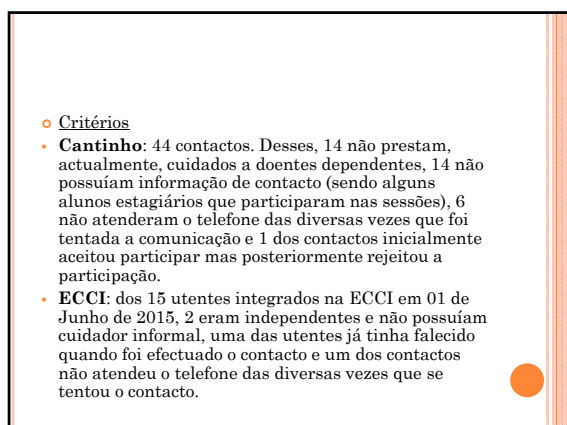 Critérios
Cantinho: 44 contactos. Desses, 14 não prestam,
actualmente, cuidados a doentes dependentes, 14 não
possuíam informação de contacto (sendo alguns
alunos estagiários que participaram nas sessões), 6
não atenderam o telefone das diversas vezes que foi
tentada a comunicação e 1 dos contactos inicialmente
aceitou participar mas posteriormente rejeitou a
participação.
ECCI: dos 15 utentes integrados na ECCI em 01 de
Junho de 2015, 2 eram independentes e não possuíam
cuidador informal, uma das utentes já tinha falecido
quando foi efectuado o contacto e um dos contactos
não atendeu o telefone das diversas vezes que se
tentou o contacto.